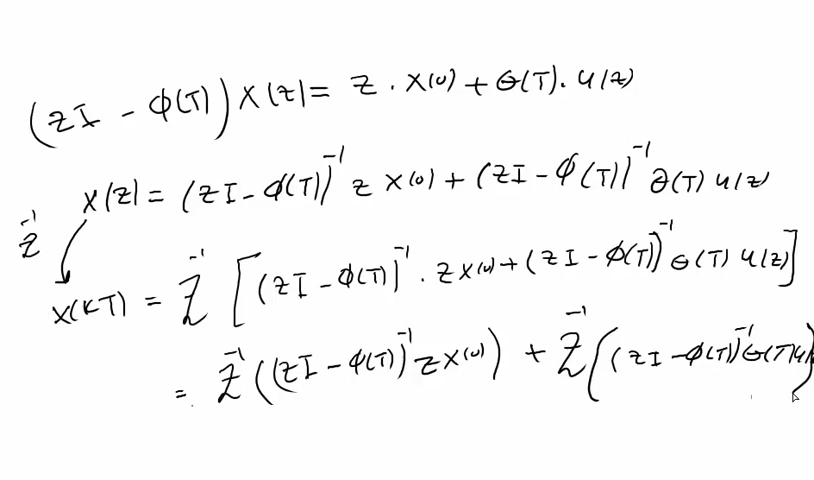 (zI - ϕ(T)) X(z) = z . X(0) + θ(T). U(z)
X(z) = (zI - ϕ(T))⁻¹ z X(0) + (zI - ϕ(T))⁻¹ θ(T) U(z)
Z⁻¹
X(KT) = Z⁻¹ [(zI - ϕ(T))⁻¹ . z X(0) + (zI - ϕ(T))⁻¹ θ(T) U(z)]
= Z⁻¹ ((zI - ϕ(T))⁻¹ z X(0)) + Z⁻¹ ((zI - ϕ(T))⁻¹ θ(T) U